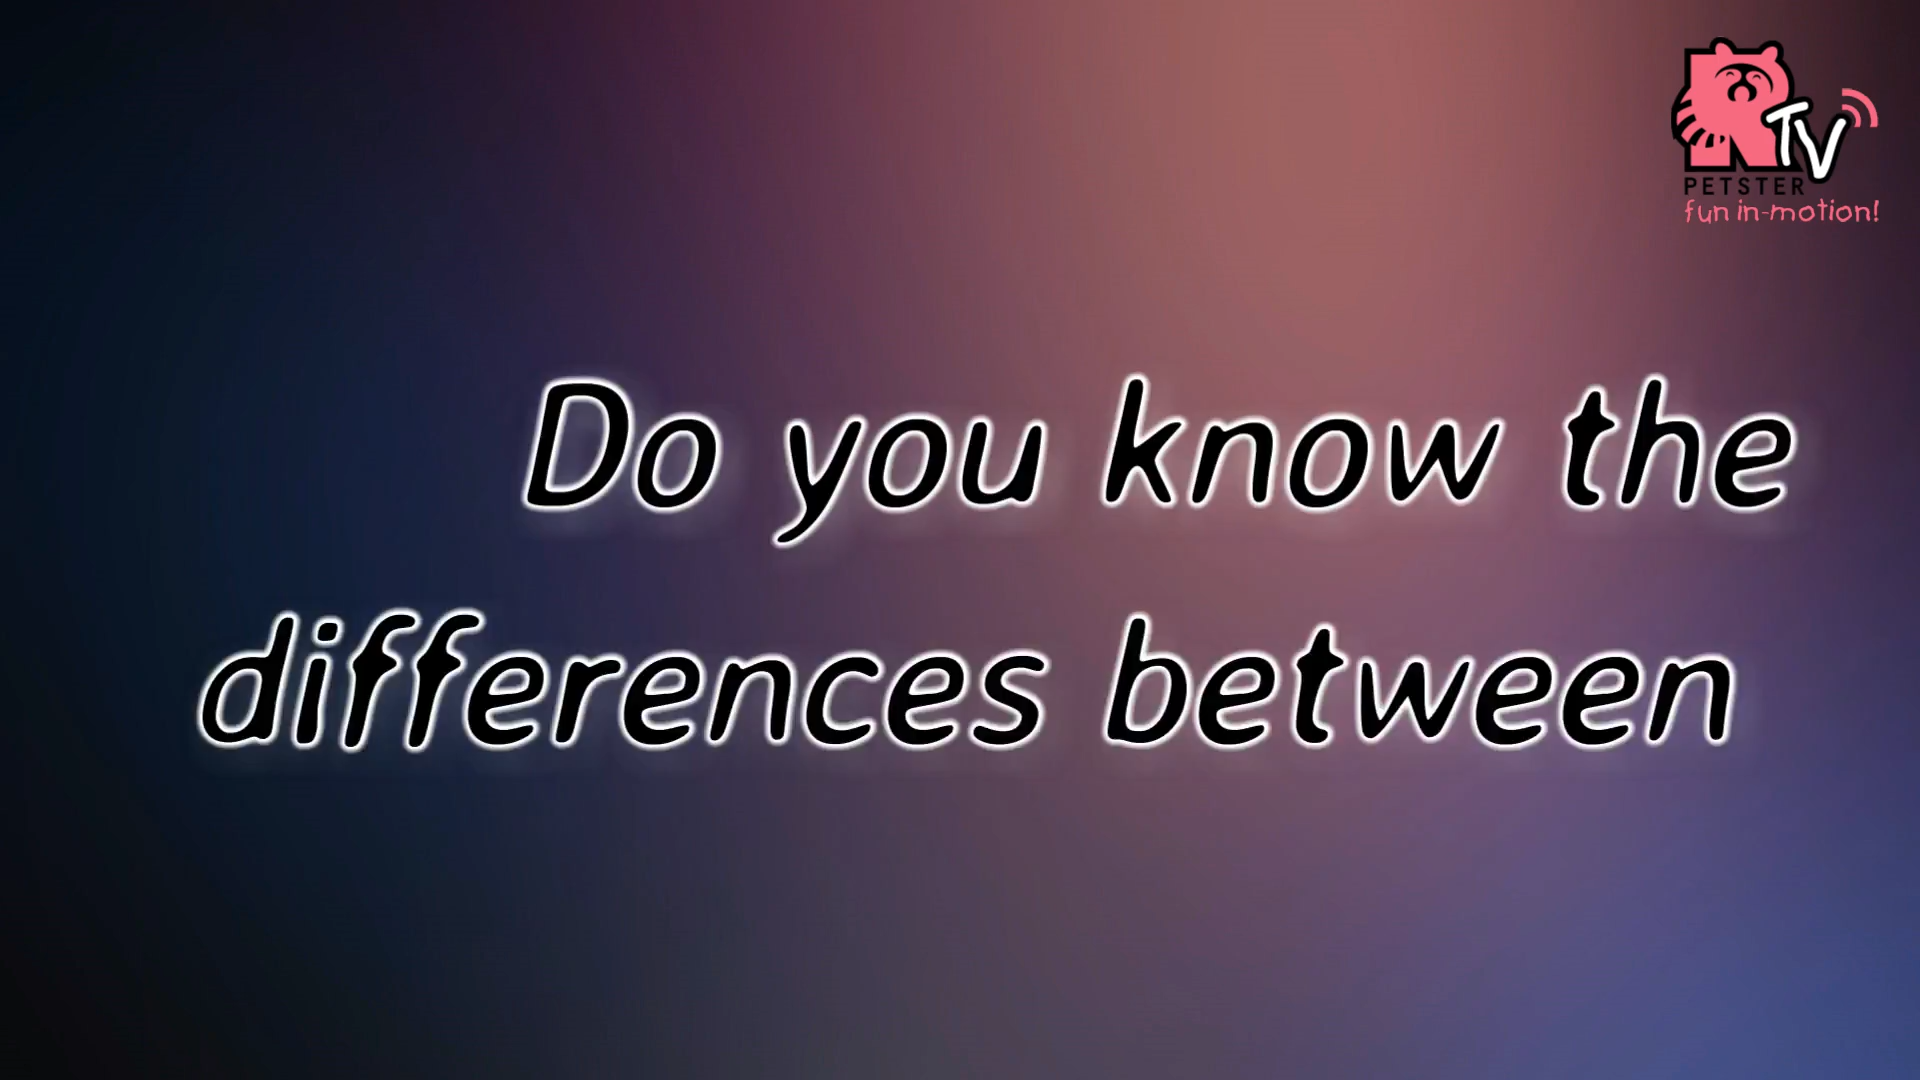 TV
PETSTER
fun in-motion!
Do you know the
differences between